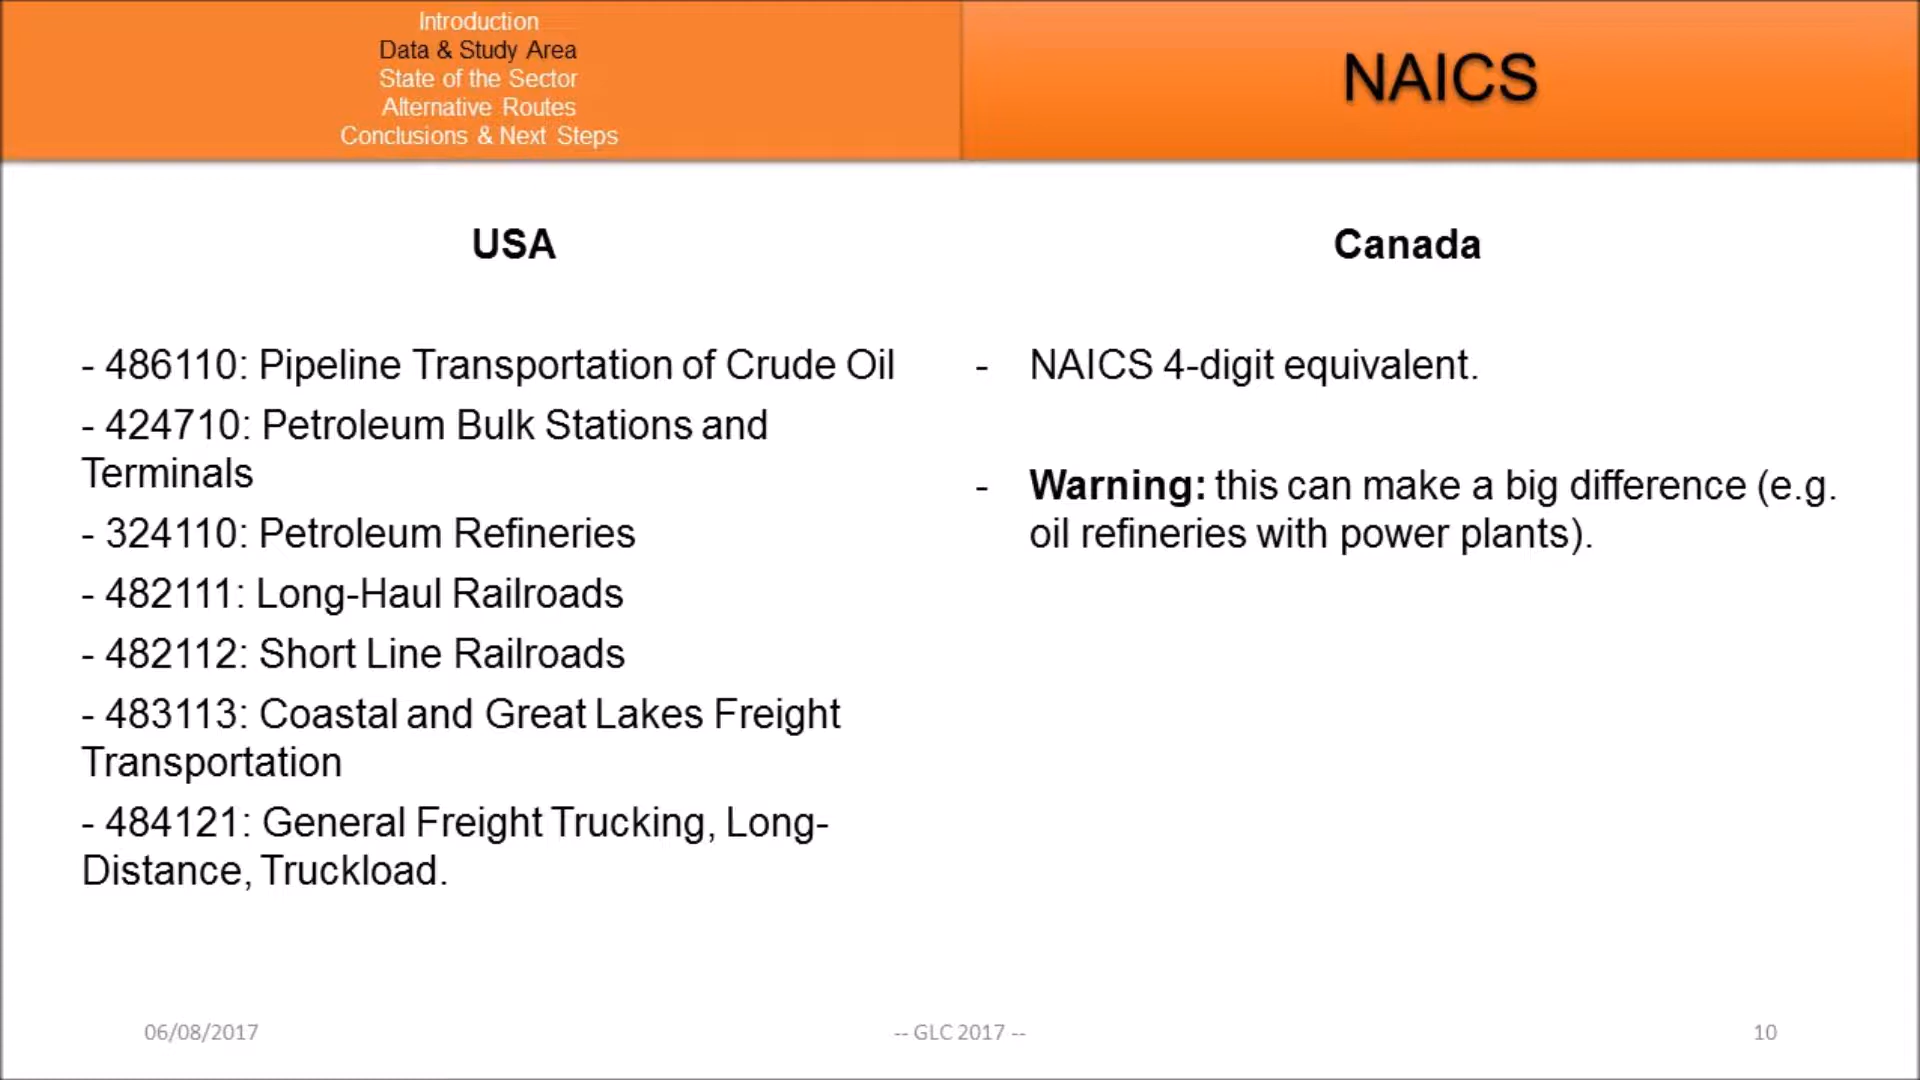 Introduction
Data & Study Area
State of the Sector
Alternative Routes
Conclusions & Next Steps
NAICS
USA
- 486110: Pipeline Transportation of Crude Oil
- 424710: Petroleum Bulk Stations and
Terminals
- 324110: Petroleum Refineries
- 482111: Long-Haul Railroads
- 482112: Short Line Railroads
- 483113: Coastal and Great Lakes Freight
Transportation
- 484121: General Freight Trucking, Long-
Distance, Truckload.
Canada
- NAICS 4-digit equivalent.
- Warning: this can make a big difference (e.g.
oil refineries with power plants).
06/08/2017
-- GLC 2017 --
10